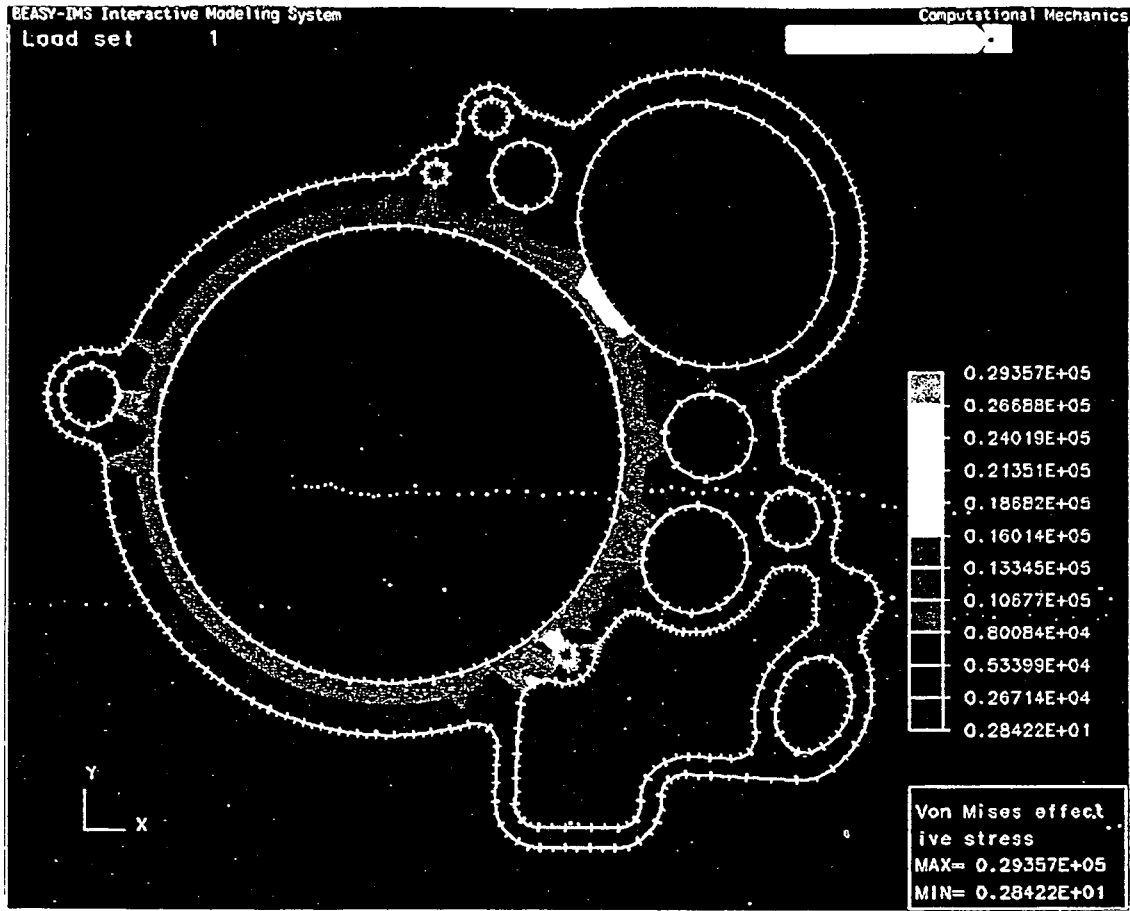 BEASY-IMS Interactive Modeling System
Computational Mechanics
Load set 1
0.29357E+05
0.26688E+05
0.24019E+05
0.21351E+05
0.18682E+05
0.16014E+05
0.13345E+05
0.10677E+05
0.80084E+04
0.53399E+04
0.26714E+04
0.28422E+01
Y
X
Von Mises effect
ive stress
MAX= 0.29357E+05
MIN= 0.28422E+01